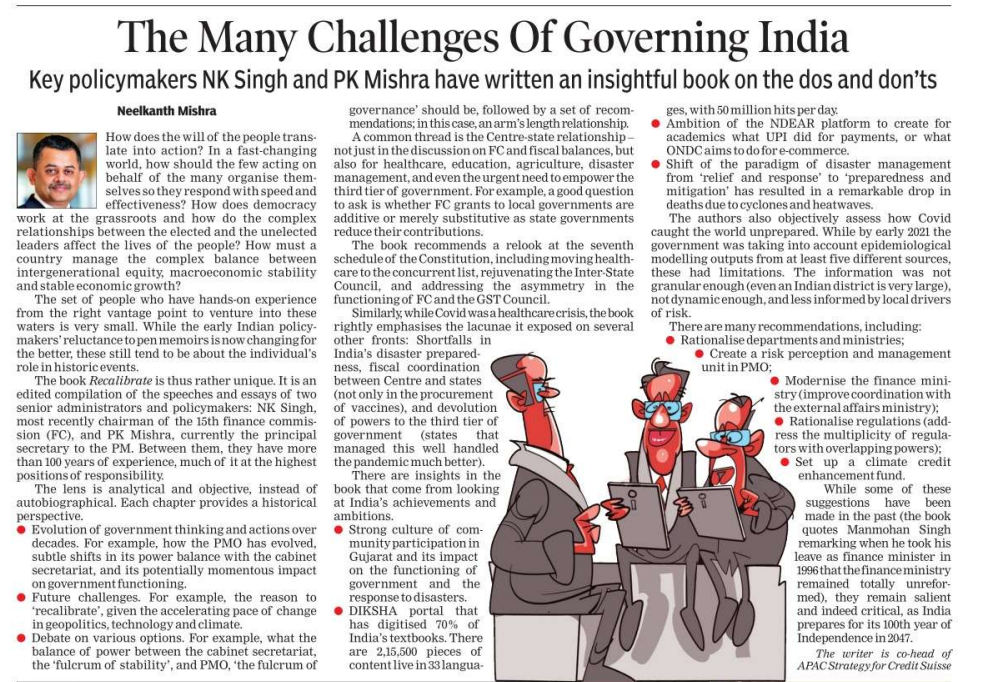 The Many Challenges Of Governing India
Key policymakers NK Singh and PK Mishra have written an insightful book on the dos and don'ts
Neelkanth Mishra
How does the will of the people trans-
late into action? In a fast-changing
world, how should the few acting on
behalf of the many organise them-
selves so they respond with speed and
effectiveness? How does democracy
work at the grassroots and how do the complex
relationships between the elected and the unelected
leaders affect the lives of the people? How must a
country manage the complex balance between
intergenerational equity, macroeconomic stability
and stable economic growth?
The set of people who have hands-on experience
from the right vantage point to venture into these
waters is very small. While the early Indian policy-
makers' reluctance to pen memoirs is now changing for
the better, these still tend to be about the individual's
role in historic events.
The book Recalibrate is thus rather unique. It is an
edited compilation of the speeches and essays of two
senior administrators and policymakers: NK Singh,
most recently chairman of the 15th finance commis-
sion (FC), and PK Mishra, currently the principal
secretary to the PM. Between them, they have more
than 100 years of experience, much of it at the highest
positions of responsibility.
The lens is analytical and objective, instead of
autobiographical. Each chapter provides a historical
perspective.
● Evolution of government thinking and actions over
decades. For example, how the PMO has evolved,
subtle shifts in its power balance with the cabinet
secretariat, and its potentially momentous impact
on government functioning.
● Future challenges. For example, the reason to
'recalibrate', given the accelerating pace of change
in geopolitics, technology and climate.
● Debate on various options. For example, what the
balance of power between the cabinet secretariat,
the 'fulcrum of stability', and PMO, 'the fulcrum of
governance' should be, followed by a set of recom-
mendations; in this case, an arm's length relationship.
A common thread is the Centre-state relationship –
not just in the discussion on FC and fiscal balances, but
also for healthcare, education, agriculture, disaster
management, and even the urgent need to empower the
third tier of government. For example, a good question
to ask is whether FC grants to local governments are
additive or merely substitutive as state governments
reduce their contributions.
The book recommends a relook at the seventh
schedule of the Constitution, including moving health-
care to the concurrent list, rejuvenating the Inter-State
Council, and addressing the asymmetry in the
functioning of FC and the GST Council.
Similarly, while Covid was a healthcare crisis, the book
rightly emphasises the lacunae it exposed on several
other fronts: Shortfalls in
India's disaster prepared-
ness, fiscal coordination
between Centre and states
(not only in the procurement
of vaccines), and devolution
of powers to the third tier of
government (states that
managed this well handled
the pandemic much better).
There are insights in the
book that come from looking
at India's achievements and
ambitions.
● Strong culture of com-
munity participation in
Gujarat and its impact
on the functioning of
government and the
response to disasters.
● DIKSHA portal that
has digitised 70% of
India's textbooks. There
are 2,15,500 pieces of
content live in 33 langua-
ges, with 50 million hits per day.
● Ambition of the NDEAR platform to create for
academics what UPI did for payments, or what
ONDC aims to do for e-commerce.
● Shift of the paradigm of disaster management
from 'relief and response' to 'preparedness and
mitigation' has resulted in a remarkable drop in
deaths due to cyclones and heatwaves.
The authors also objectively assess how Covid
caught the world unprepared. While by early 2021 the
government was taking into account epidemiological
modelling outputs from at least five different sources,
these had limitations. The information was not
granular enough (even an Indian district is very large),
not dynamic enough, and less informed by local drivers
of risk.
There are many recommendations, including:
● Rationalise departments and ministries;
● Create a risk perception and management
unit in PMO;
● Modernise the finance mini-
stry (improve coordination with
the external affairs ministry);
● Rationalise regulations (add-
ress the multiplicity of regula-
tors with overlapping powers);
● Set up a climate credit
enhancement fund.
While some of these
suggestions have been
made in the past (the book
quotes Manmohan Singh
remarking when he took his
leave as finance minister in
1996 that the finance ministry
remained totally unrefor-
med), they remain salient
and indeed critical, as India
prepares for its 100th year of
Independence in 2047.
The writer is co-head of
APAC Strategy for Credit Suisse